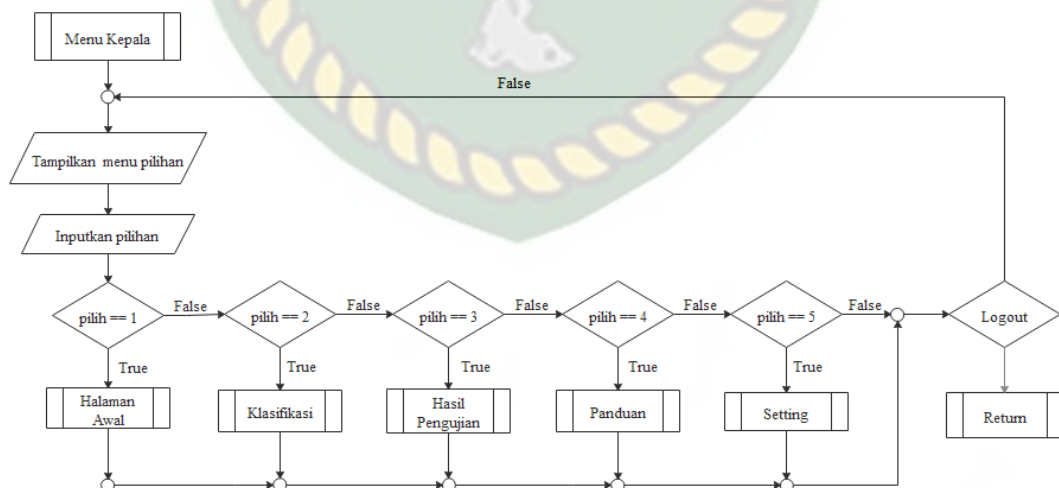 Menu Kepala
False
Tampilkan menu pilihan
Inputkan pilihan
pilih == 1
False
pilih == 2
False
pilih == 3
False
pilih == 4
False
pilih == 5
False
Logout
True
True
True
True
True
Halaman
Awal
Klasifikasi
Hasil
Pengujian
Panduan
Setting
Return